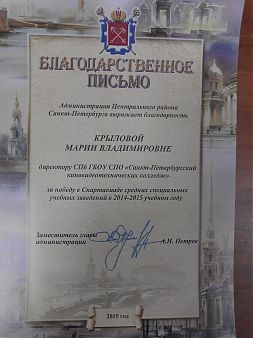 БЛАГОДАРСТВЕННОЕ
ПИСЬМО
Администрация Центрального района
Санкт-Петербурга выражает благодарность
КРЫЛОВОЙ
МАРИИ ВЛАДИМИРОВНЕ
директору СПб ГБОУ СПО «Санкт-Петербургский
киновидеотехнических колледж»
за победу в Спартакиаде средних специальных
учебных заведений в 2014-2015 учебном году
Заместитель главы
администрации А.Н. Петров
2015 год